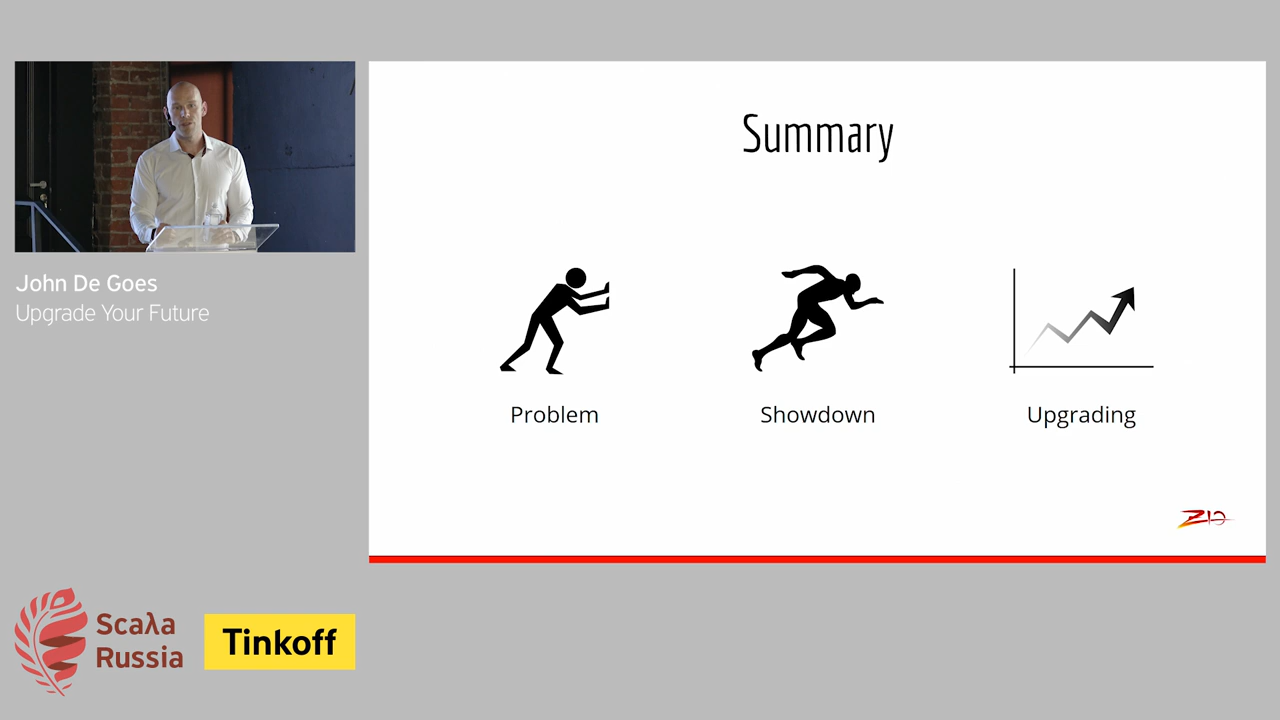 John De Goes
Upgrade Your Future
Summary
Problem
Showdown
Upgrading
ZIO
Scaλa
Russia
Tinkoff